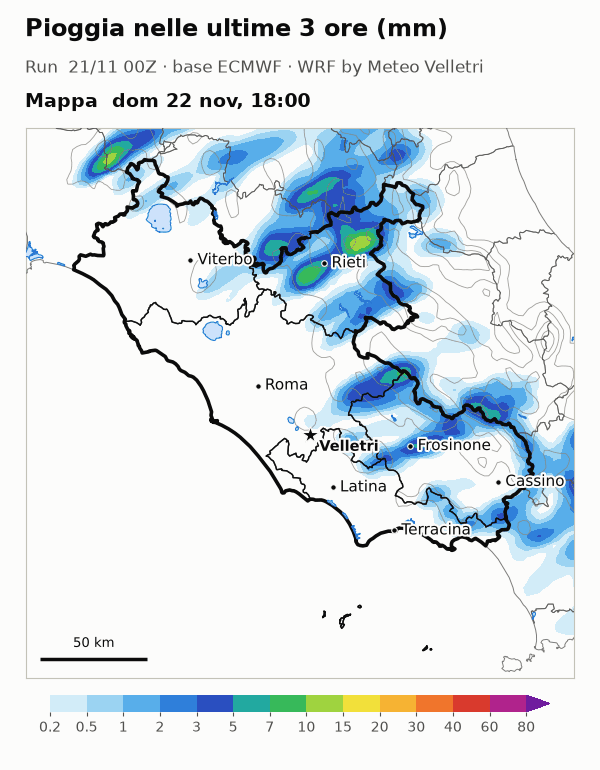 Pioggia nelle ultime 3 ore (mm)
Run  21/11 00Z · base ECMWF · WRF by Meteo Velletri
Mappa  dom 22 nov, 18:00
Viterbo
Rieti
Roma
Velletri
Frosinone
Latina
Cassino
Terracina
50 km
0.2 0.5 1 2 3 5 7 10 15 20 30 40 60 80